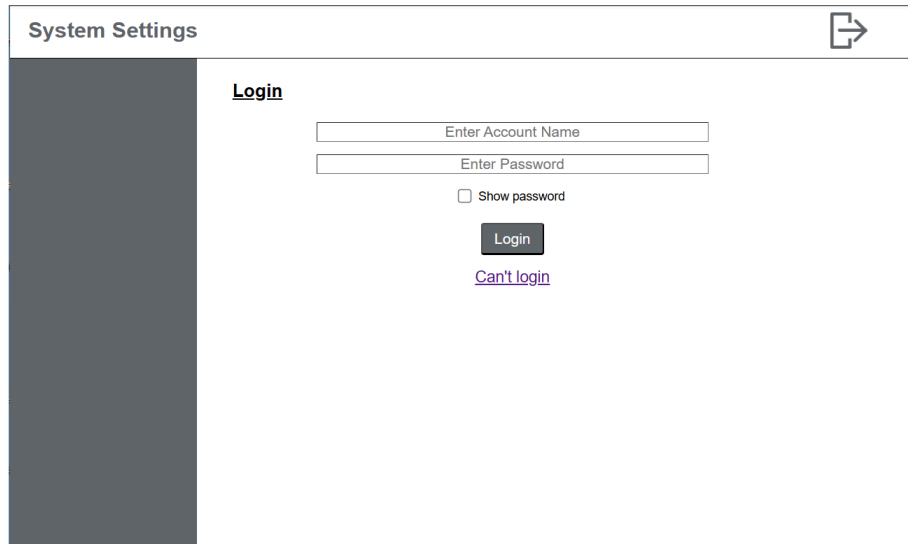 System Settings
Login
Enter Account Name
Enter Password
Show password
Login
Can't login